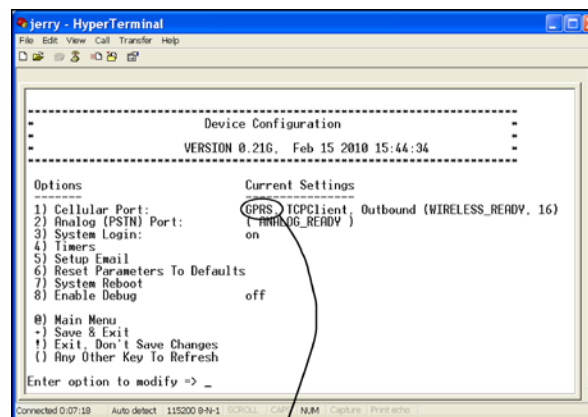 jerry - HyperTerminal
File Edit View Call Transfer Help
Device Configuration
VERSION 0.21G, Feb 15 2010 15:44:34
Options Current Settings
1) Cellular Port: GPRS, TCPClient, Outbound (WIRELESS_READY, 16)
2) Analog (PSTN) Port: ( ANALOG_READY )
3) System Login: on
4) Timers
5) Setup Email
6) Reset Parameters To Defaults
7) System Reboot
8) Enable Debug off
@) Main Menu
+) Save & Exit
!) Exit, Don't Save Changes
() Any Other Key To Refresh
Enter option to modify => _
Connected 0:07:18 Auto detect 115200 8-N-1 SCROLL CAPS NUM Capture Print echo